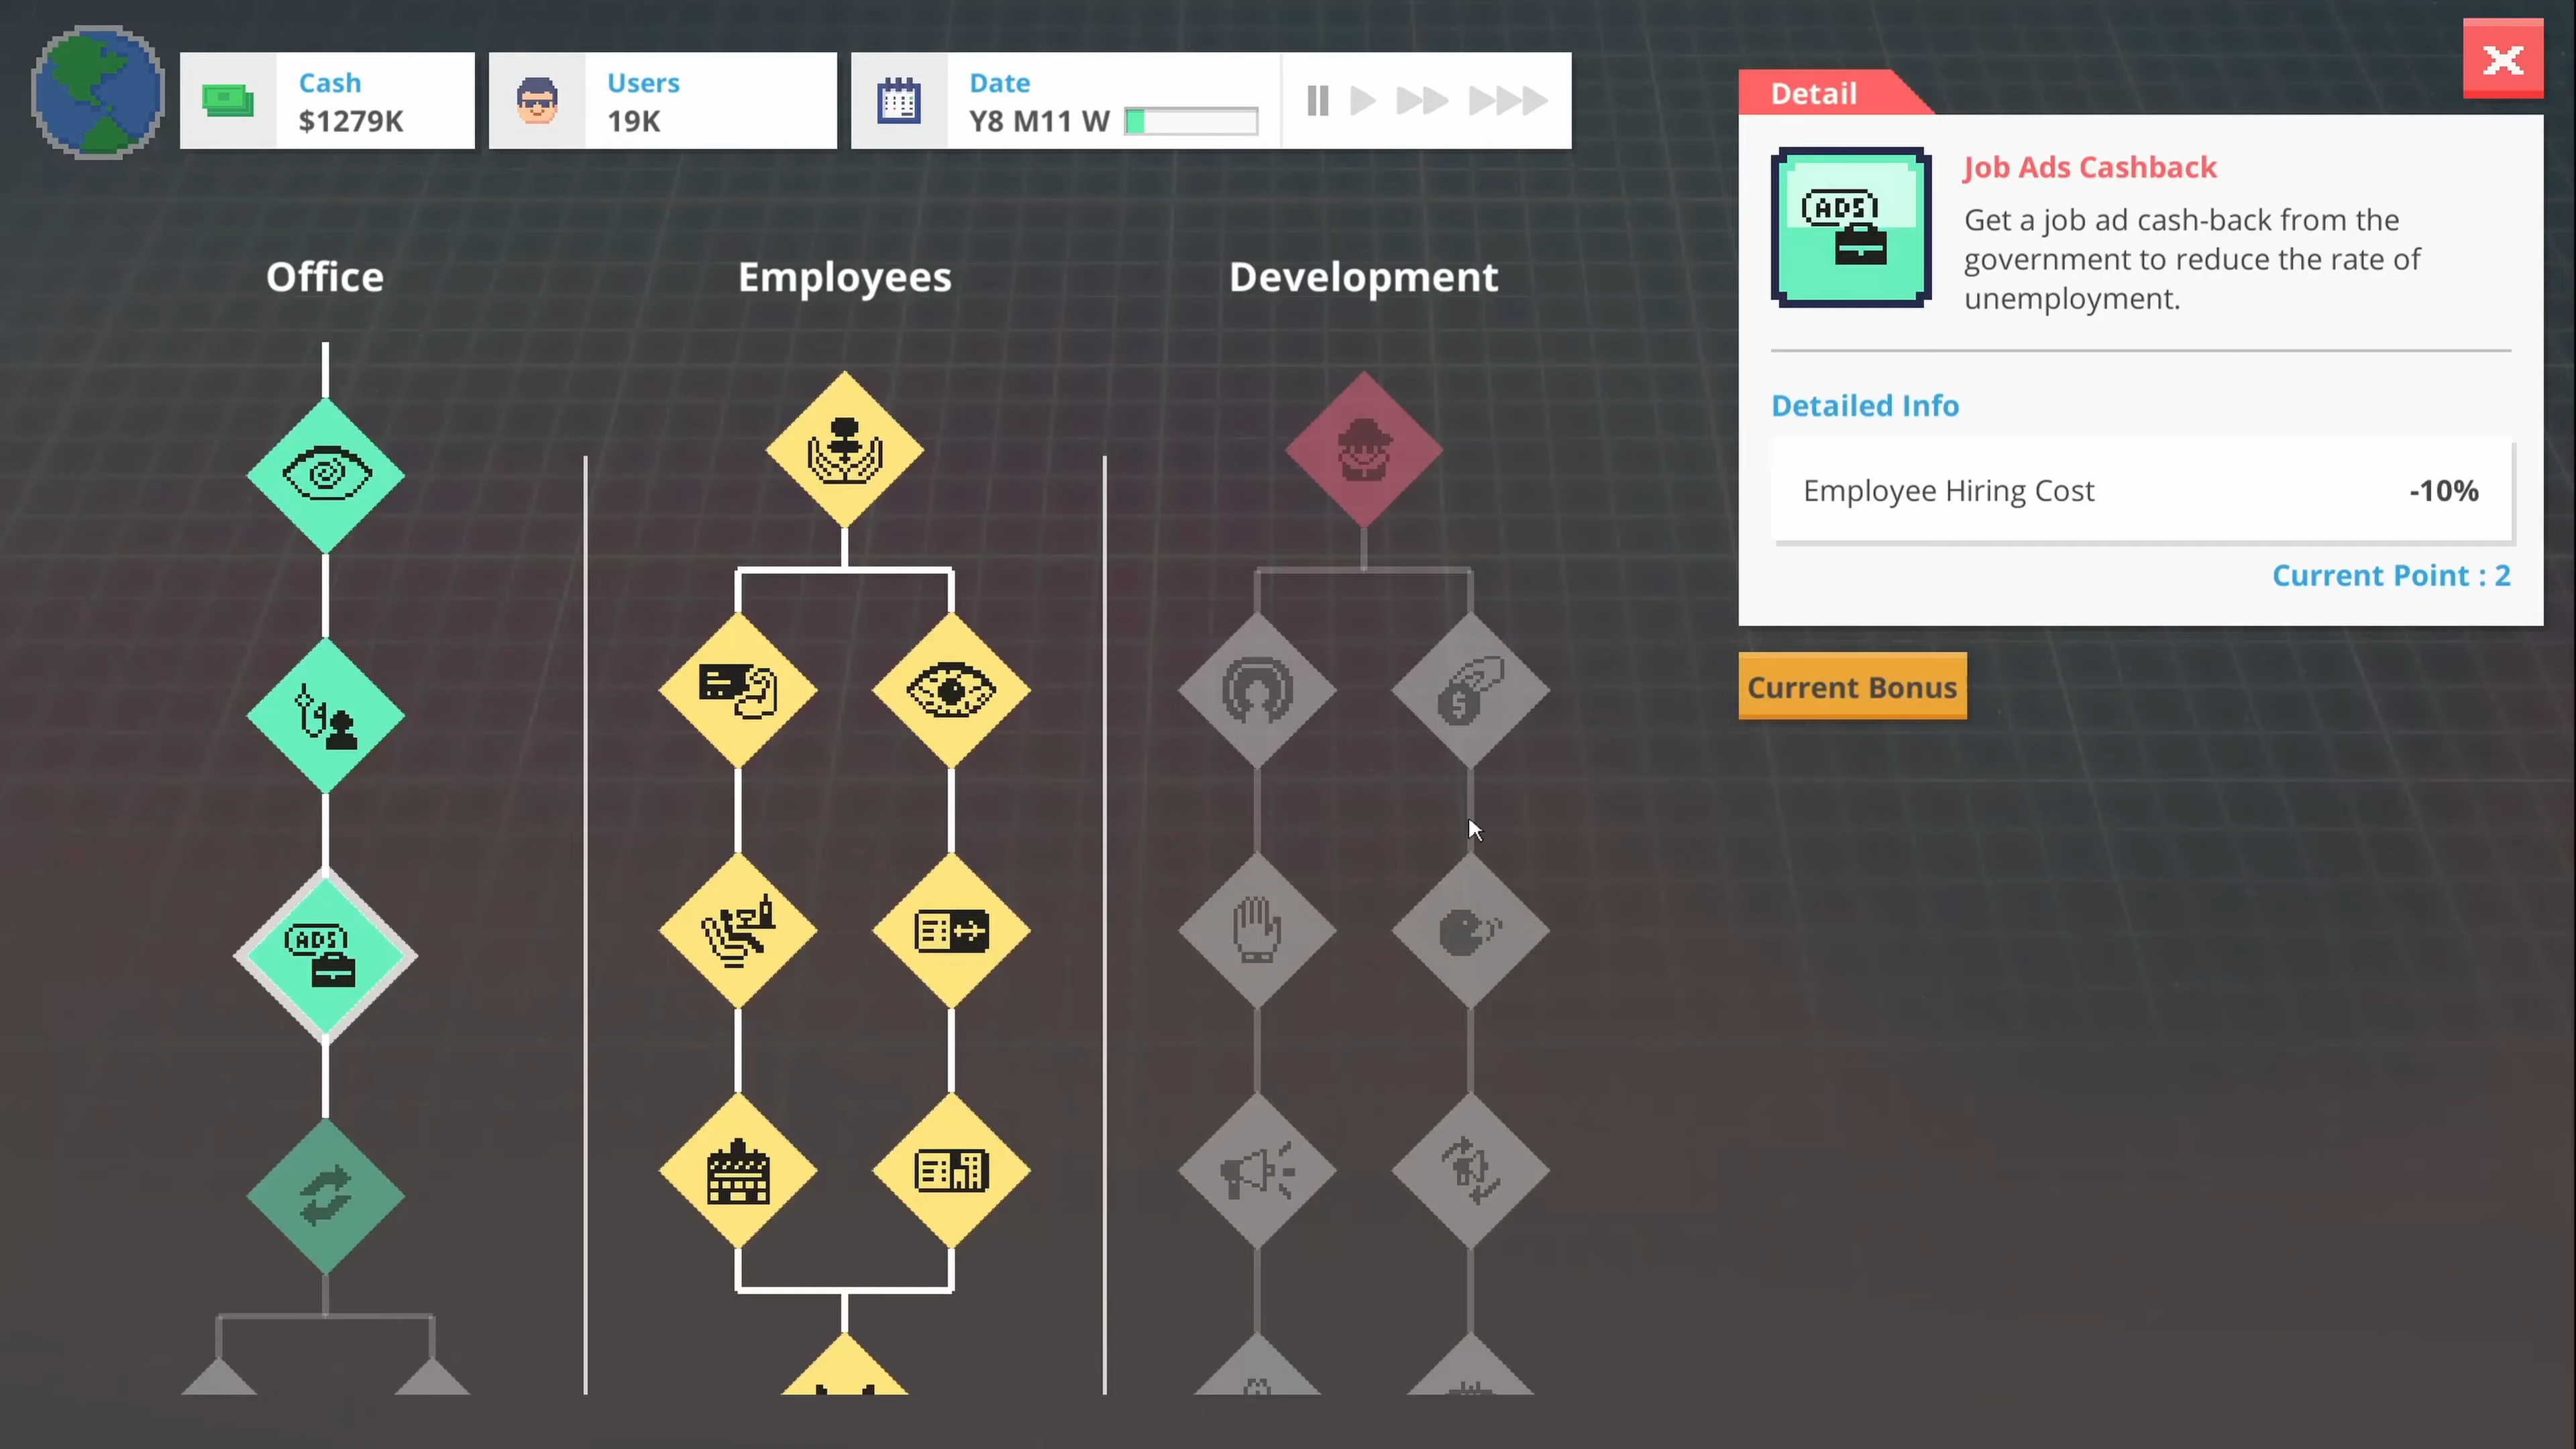 Cash
$1279K
Users
19K
Date
Y8 M11 W
Detail
Job Ads Cashback
Get a job ad cash-back from the
government to reduce the rate of
unemployment.
ADS!
Detailed Info
Employee Hiring Cost -10%
Current Point : 2
Current Bonus
Office
Employees
Development
ADS!